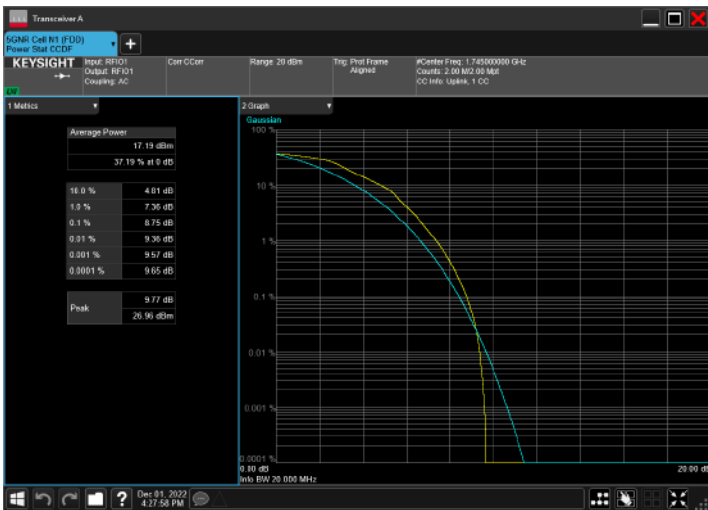 Transceiver A
5GNR Cell N1 (FDD)
Power Stat CCDF
KEYSIGHT
Input: RFIO1
Output: RFIO1
Coupling: AC
Corr CCorr
Range: 20 dBm
Trig: Prot Frame
Aligned
#Center Freq: 1.745000000 GHz
Counts: 2.00 M/2.00 Mpt
CC Info: Uplink, 1 CC
1 Metrics
Average Power
17.19 dBm
37.19 % at 0 dB
10.0 % 4.81 dB
1.0 % 7.36 dB
0.1 % 8.75 dB
0.01 % 9.36 dB
0.001 % 9.57 dB
0.0001 % 9.65 dB
Peak
9.77 dB
26.96 dBm
2 Graph
Gaussian
100 %
10 %
1 %
0.1 %
0.01 %
0.001 %
0.0001 %
0.00 dB
20.00 dB
Info BW 20.000 MHz
Dec 01, 2022
4:27:58 PM